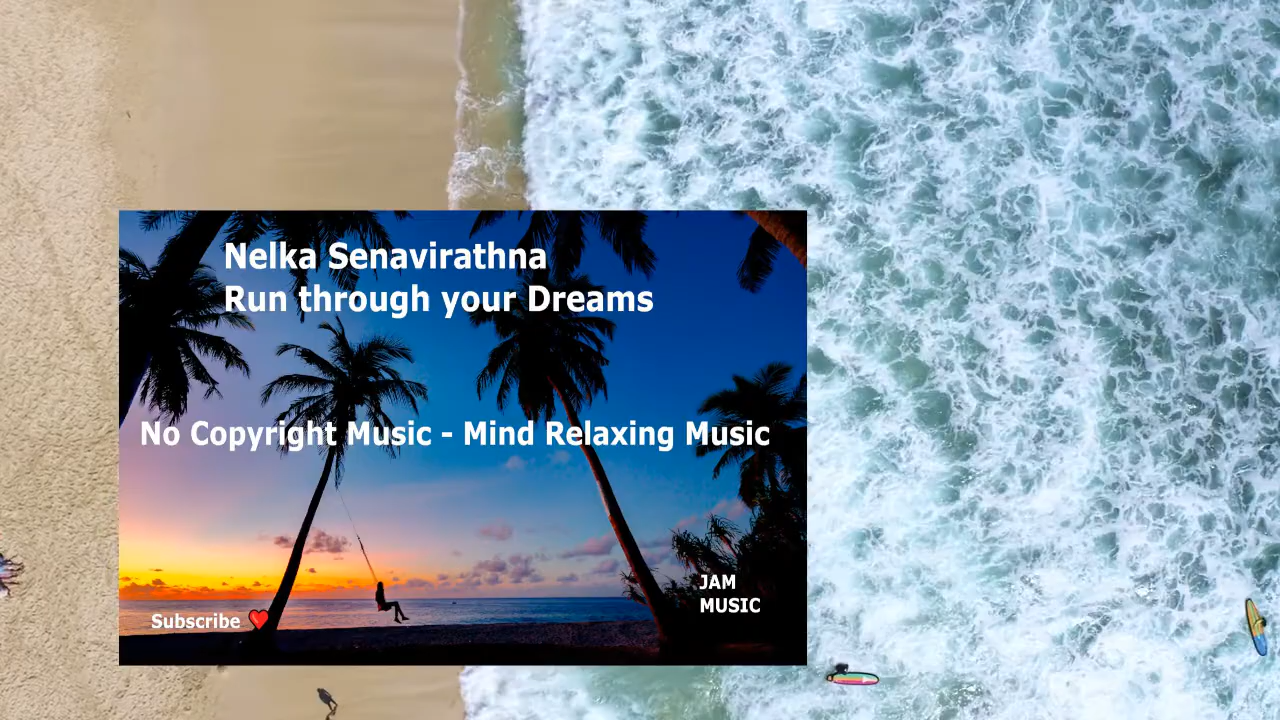 Nelka Senavirathna
Run through your Dreams
No Copyright Music - Mind Relaxing Music
JAM
MUSIC
Subscribe